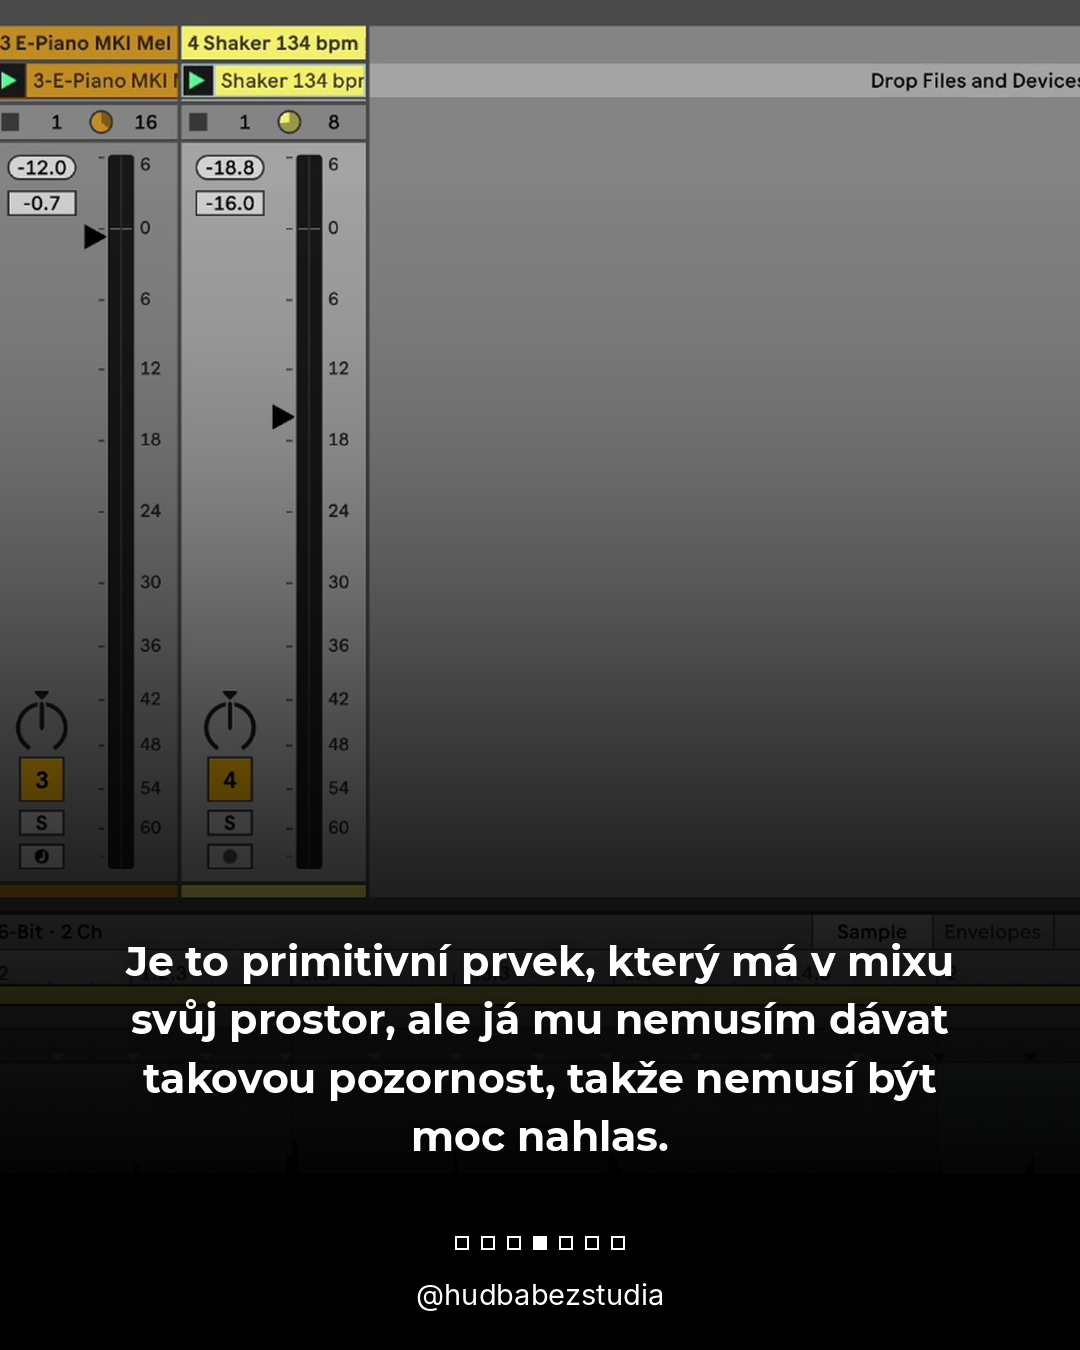 3 E-Piano MKI Mel
4 Shaker 134 bpm
3-E-Piano MKI
Shaker 134 bpr
Drop Files and Devices
1 16 1 8
-12.0 -18.8
-0.7 -16.0
6 6
0 0
6 6
12 12
18 18
24 24
30 30
36 36
42 42
48 48
3 54 4 54
S 60 S 60
6-Bit · 2 Ch
Sample Envelopes
Je to primitivní prvek, který má v mixu
svůj prostor, ale já mu nemusím dávat
takovou pozornost, takže nemusí být
moc nahlas.
@hudbabezstudia